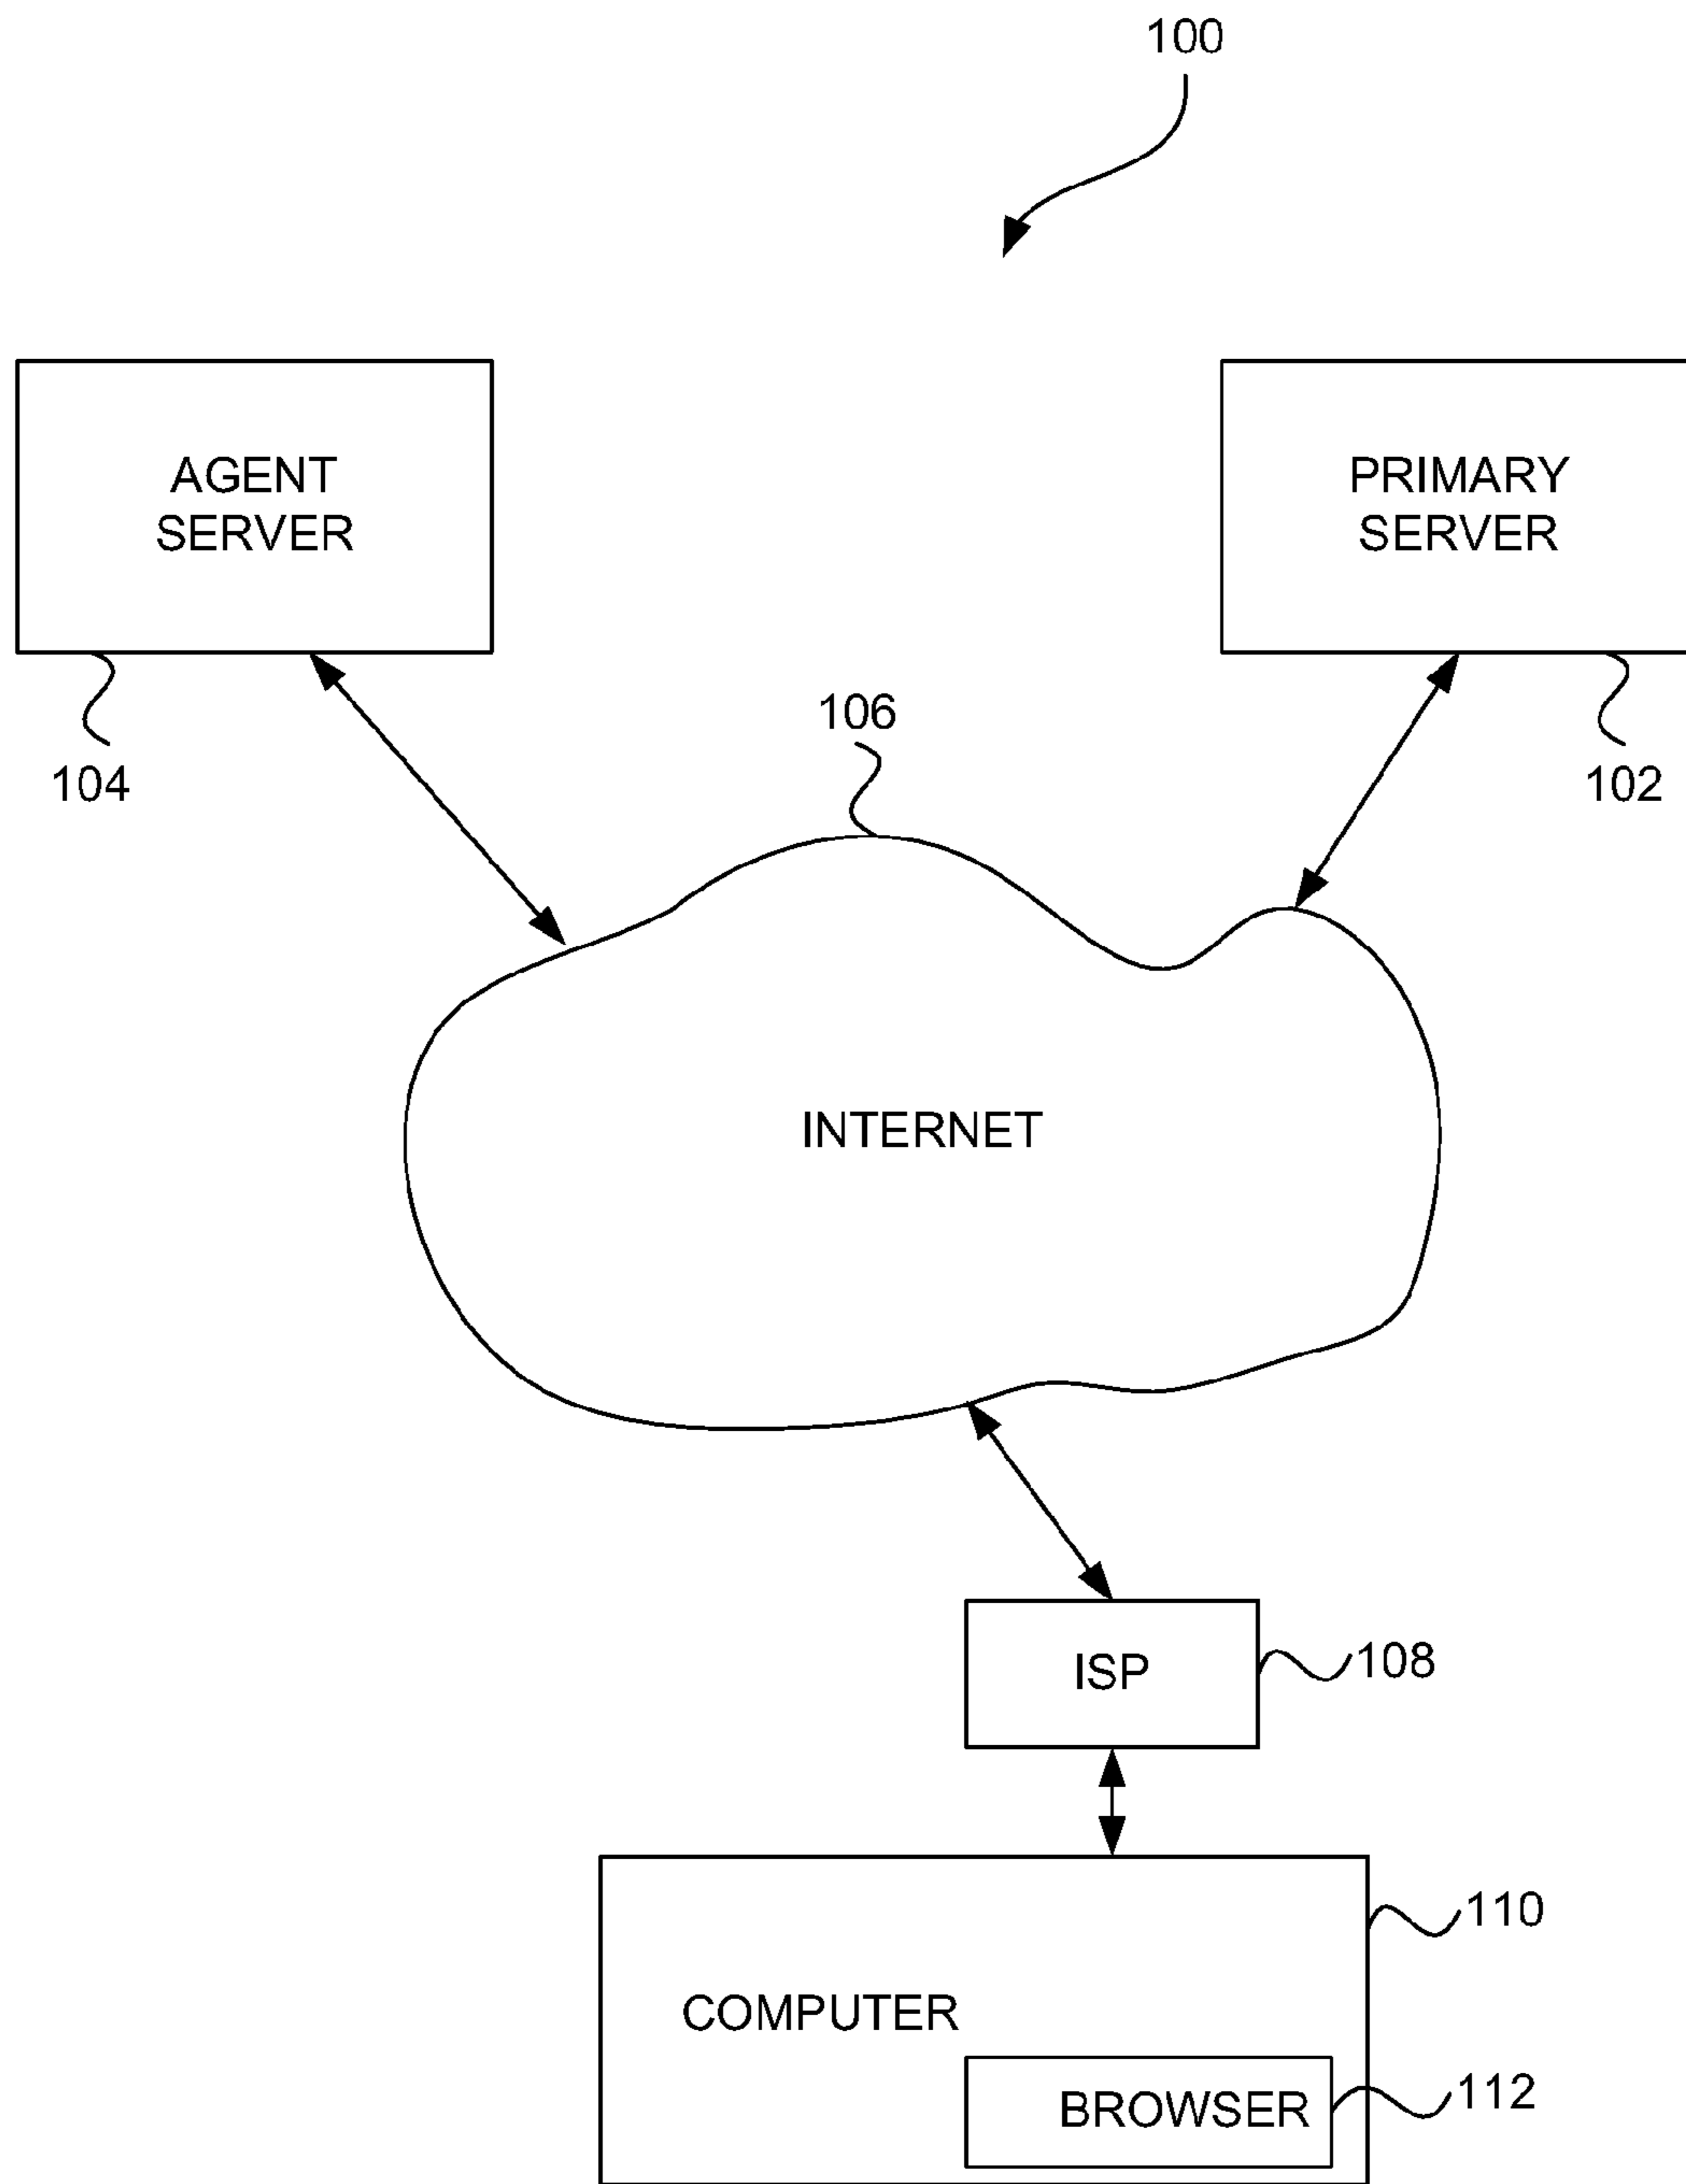 100
AGENT
SERVER
PRIMARY
SERVER
106
104
102
INTERNET
ISP
108
110
COMPUTER
BROWSER
112